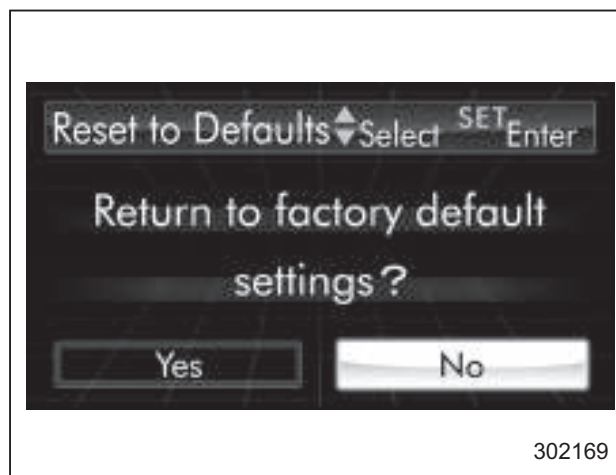 Reset to Defaults Select SET Enter
Return to factory default
settings?
Yes No
302169